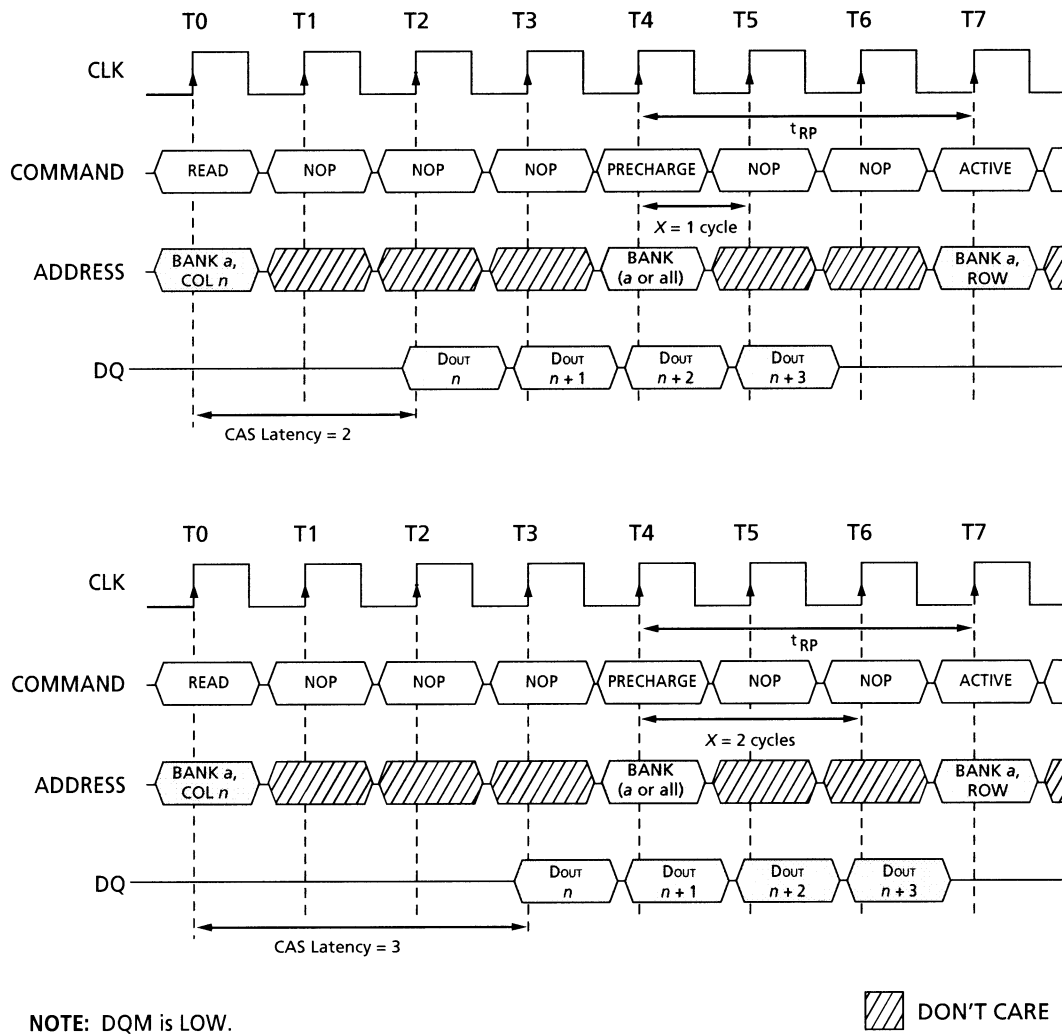 T0 T1 T2 T3 T4 T5 T6 T7
CLK
tRP
COMMAND READ NOP NOP NOP PRECHARGE NOP NOP ACTIVE
X = 1 cycle
ADDRESS BANK a, COL n BANK (a or all) BANK a, ROW
DQ DOUT n DOUT n + 1 DOUT n + 2 DOUT n + 3
CAS Latency = 2
T0 T1 T2 T3 T4 T5 T6 T7
CLK
tRP
COMMAND READ NOP NOP NOP PRECHARGE NOP NOP ACTIVE
X = 2 cycles
ADDRESS BANK a, COL n BANK (a or all) BANK a, ROW
DQ DOUT n DOUT n + 1 DOUT n + 2 DOUT n + 3
CAS Latency = 3
NOTE: DQM is LOW.
DON'T CARE